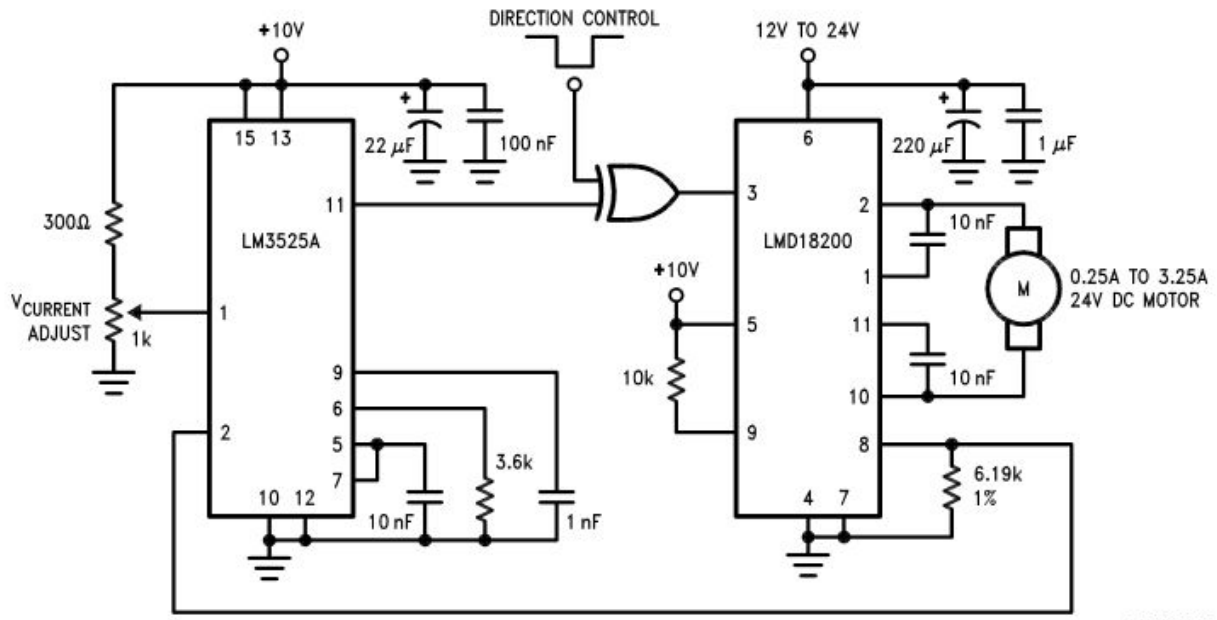 DIRECTION CONTROL
+10V
12V TO 24V
15 13
+
22 µF
100 nF
6
+
220 µF
1 µF
300Ω
11
LM3525A
3
LMD18200
2
10 nF
1
+10V
M
0.25A TO 3.25A
24V DC MOTOR
VCURRENT
ADJUST
1k
1
5
11
9
10k
10 nF
6
10
2
5
9
8
3.6k
7
6.19k
1%
10 12
10 nF
1 nF
4 7